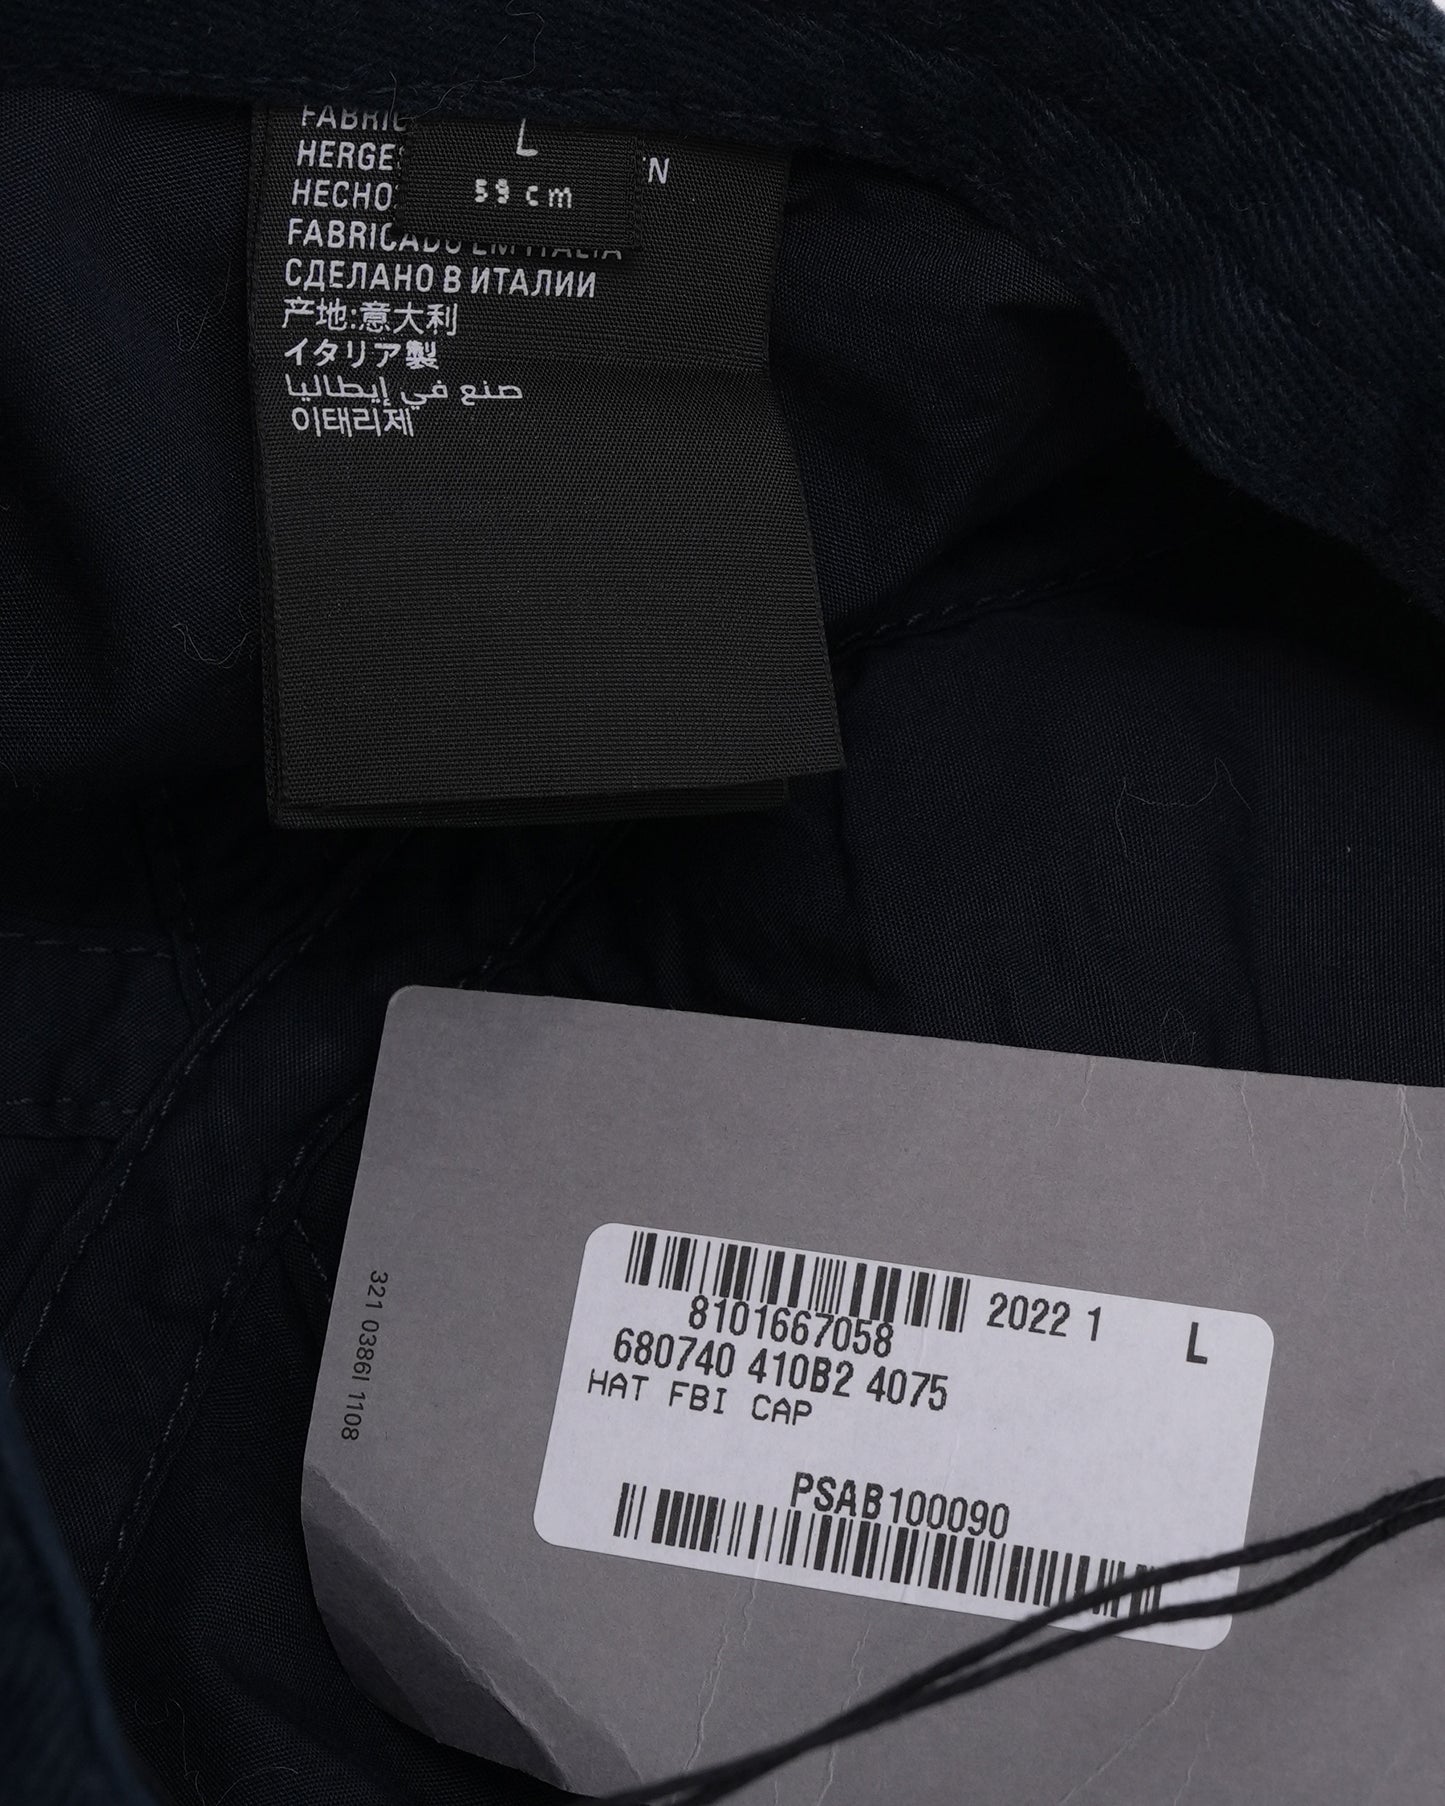 L
59 cm
FABRIC
HERGES
HECHO
FABRICADO EM ITALIA
СДЕЛАНО В ИТАЛИИ
产地:意大利
イタリア製
صنع في إيطاليا
이태리제
321 0386I 1108
2022 1 L
8101667058
680740 410B2 4075
HAT FBI CAP
PSAB100090